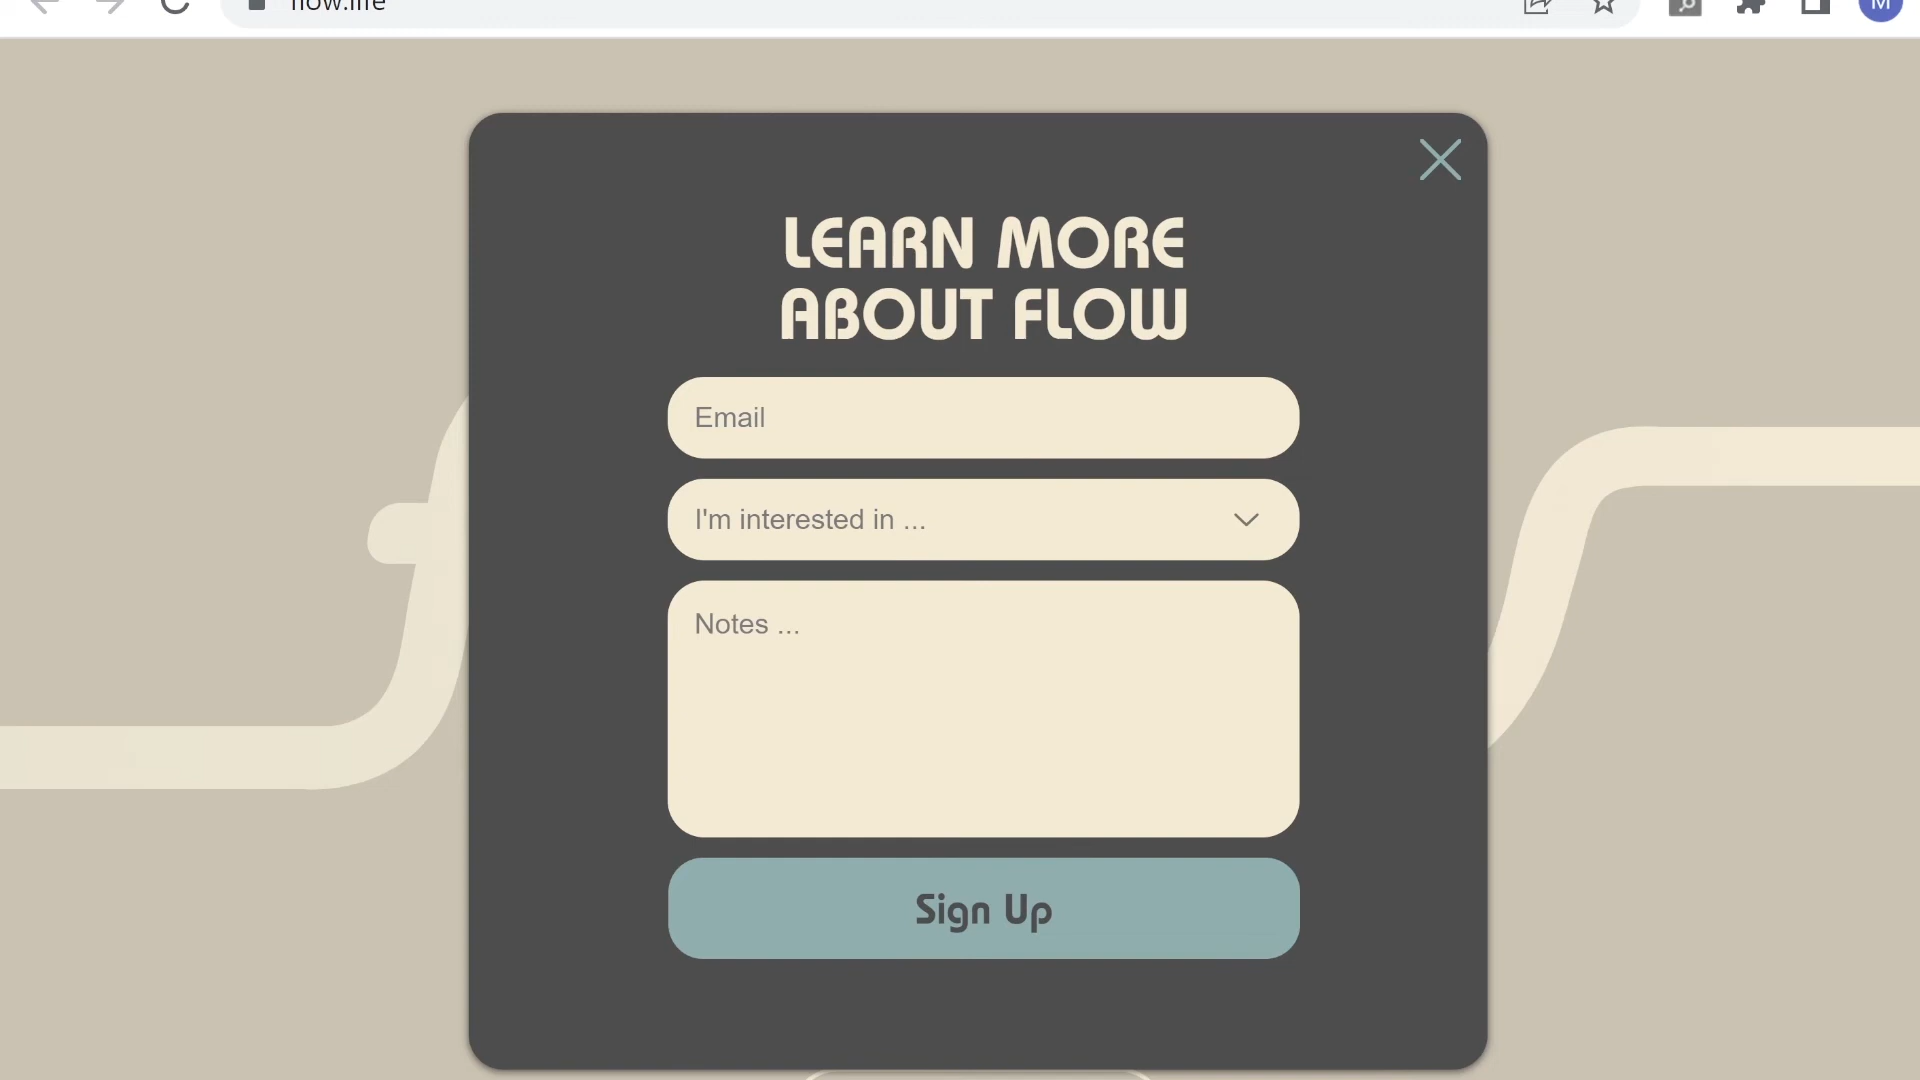 flow.life
M
LEARN MORE
ABOUT FLOW
Email
I'm interested in ...
Notes ...
Sign Up